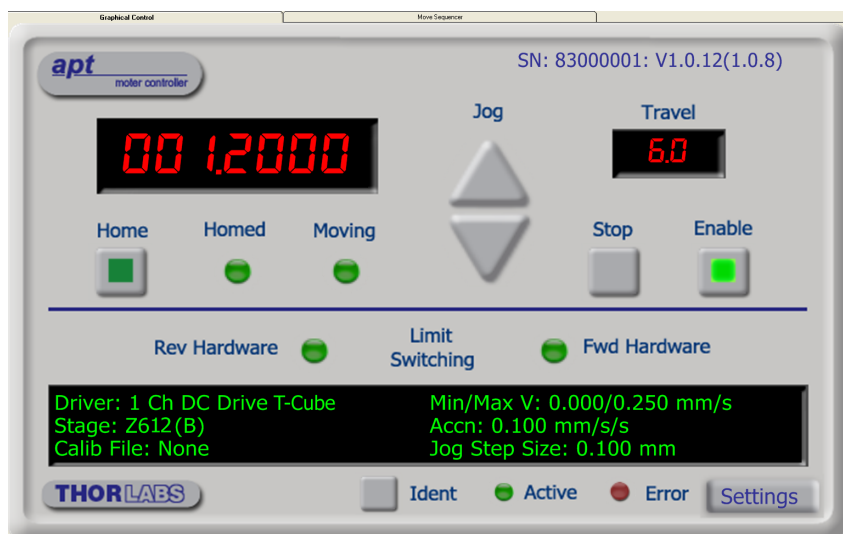 Graphical Control
Move Sequencer
apt
moter controller
SN: 83000001: V1.0.12(1.0.8)
Jog
Travel
001.2000
6.0
Home
Homed
Moving
Stop
Enable
Rev Hardware
Limit
Switching
Fwd Hardware
Driver: 1 Ch DC Drive T-Cube
Stage: Z612(B)
Calib File: None
Min/Max V: 0.000/0.250 mm/s
Accn: 0.100 mm/s/s
Jog Step Size: 0.100 mm
THORLABS
Ident
Active
Error
Settings